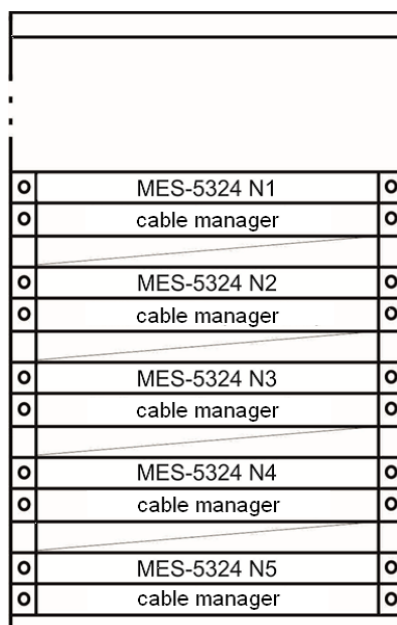 MES-5324 N1
cable manager
MES-5324 N2
cable manager
MES-5324 N3
cable manager
MES-5324 N4
cable manager
MES-5324 N5
cable manager